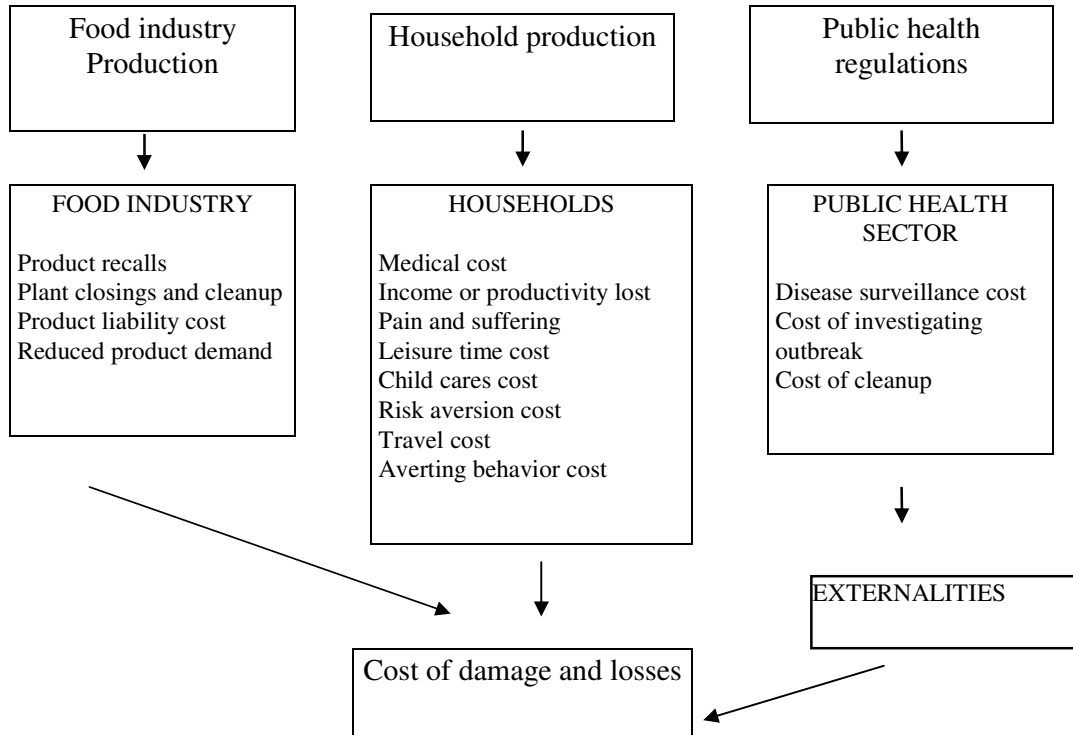 Food industry
Production
Household production
Public health
regulations
FOOD INDUSTRY
Product recalls
Plant closings and cleanup
Product liability cost
Reduced product demand
HOUSEHOLDS
Medical cost
Income or productivity lost
Pain and suffering
Leisure time cost
Child cares cost
Risk aversion cost
Travel cost
Averting behavior cost
PUBLIC HEALTH
SECTOR
Disease surveillance cost
Cost of investigating
outbreak
Cost of cleanup
EXTERNALITIES
Cost of damage and losses